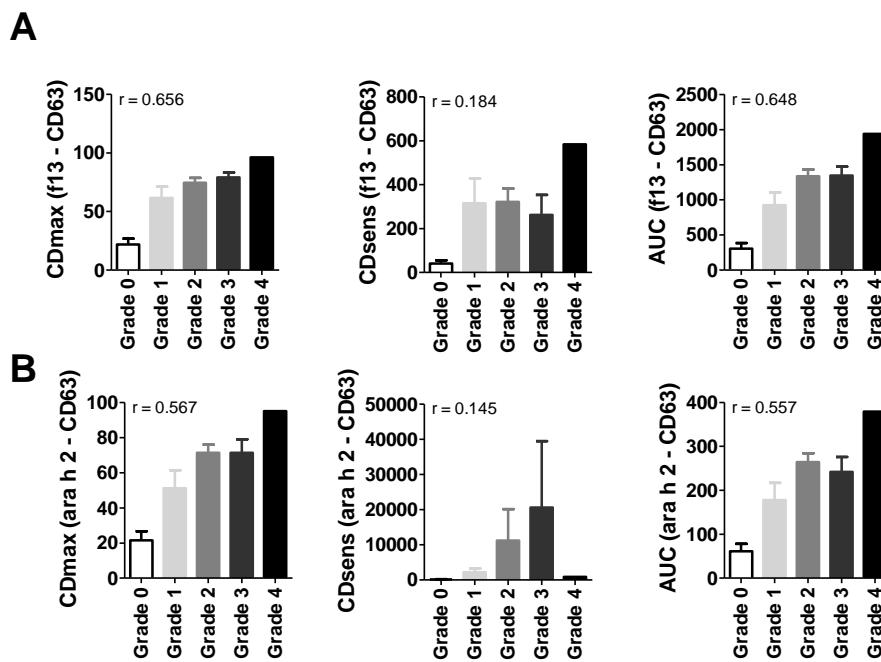 A
CDmax (f13 - CD63)
150
100
50
0
r = 0.656
Grade 0
Grade 1
Grade 2
Grade 3
Grade 4
CDsens (f13 - CD63)
800
600
400
200
0
r = 0.184
Grade 0
Grade 1
Grade 2
Grade 3
Grade 4
AUC (f13 - CD63)
2500
2000
1500
1000
500
0
r = 0.648
Grade 0
Grade 1
Grade 2
Grade 3
Grade 4
B
CDmax (ara h 2 - CD63)
100
80
60
40
20
0
r = 0.567
Grade 0
Grade 1
Grade 2
Grade 3
Grade 4
CDsens (ara h 2 - CD63)
50000
40000
30000
20000
10000
0
r = 0.145
Grade 0
Grade 1
Grade 2
Grade 3
Grade 4
AUC (ara h 2 - CD63)
400
300
200
100
0
r = 0.557
Grade 0
Grade 1
Grade 2
Grade 3
Grade 4